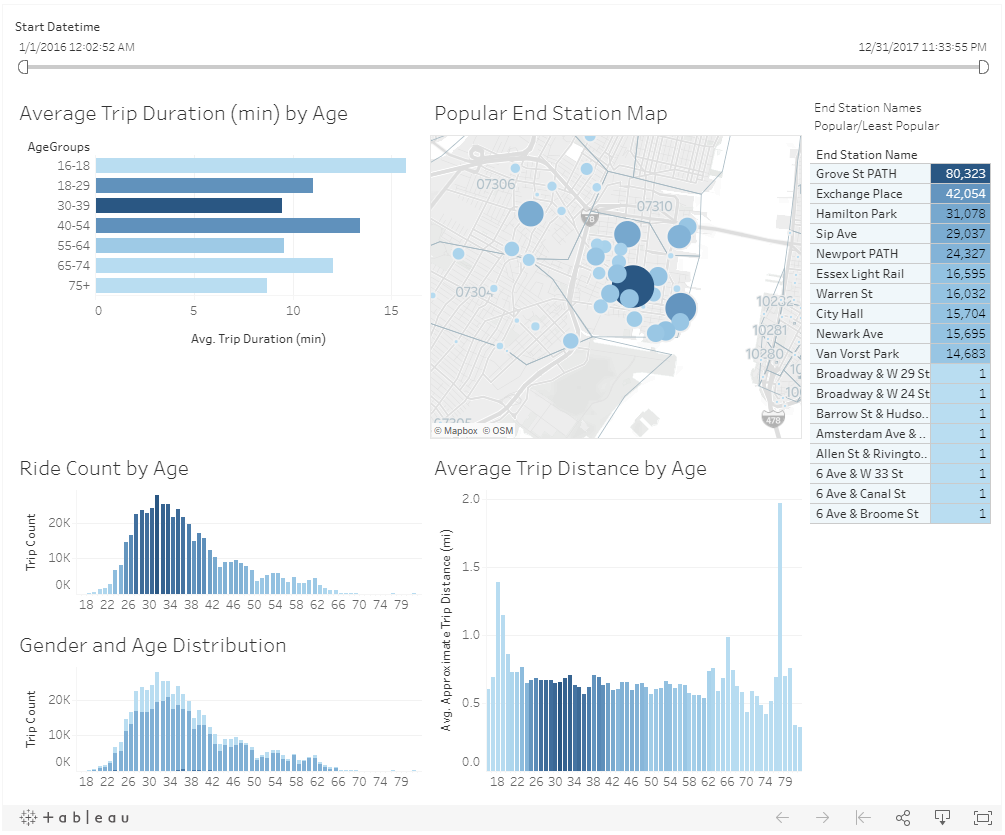 Start Datetime
1/1/2016 12:02:52 AM
12/31/2017 11:33:55 PM
Average Trip Duration (min) by Age
AgeGroups
16-18
18-29
30-39
40-54
55-64
65-74
75+
0 5 10 15
Avg. Trip Duration (min)
Popular End Station Map
07306
07310
78
07304
07305
10232
10281
10280
10
100
478
© Mapbox © OSM
End Station Names
Popular/Least Popular
End Station Name
Grove St PATH 80,323
Exchange Place 42,054
Hamilton Park 31,078
Sip Ave 29,037
Newport PATH 24,327
Essex Light Rail 16,595
Warren St 16,032
City Hall 15,704
Newark Ave 15,695
Van Vorst Park 14,683
Broadway & W 29 St 1
Broadway & W 24 St 1
Barrow St & Hudso.. 1
Amsterdam Ave & .. 1
Allen St & Rivingto.. 1
6 Ave & W 33 St 1
6 Ave & Canal St 1
6 Ave & Broome St 1
Ride Count by Age
Trip Count
20K
10K
0K
18 22 26 30 34 38 42 46 50 54 58 62 66 70 74 79
Gender and Age Distribution
Trip Count
20K
10K
0K
18 22 26 30 34 38 42 46 50 54 58 62 66 70 74 79
Average Trip Distance by Age
Avg. Approximate Trip Distance (mi)
2.0
1.5
1.0
0.5
0.0
18 22 26 30 34 38 42 46 50 54 58 62 66 70 74 79
+ableau